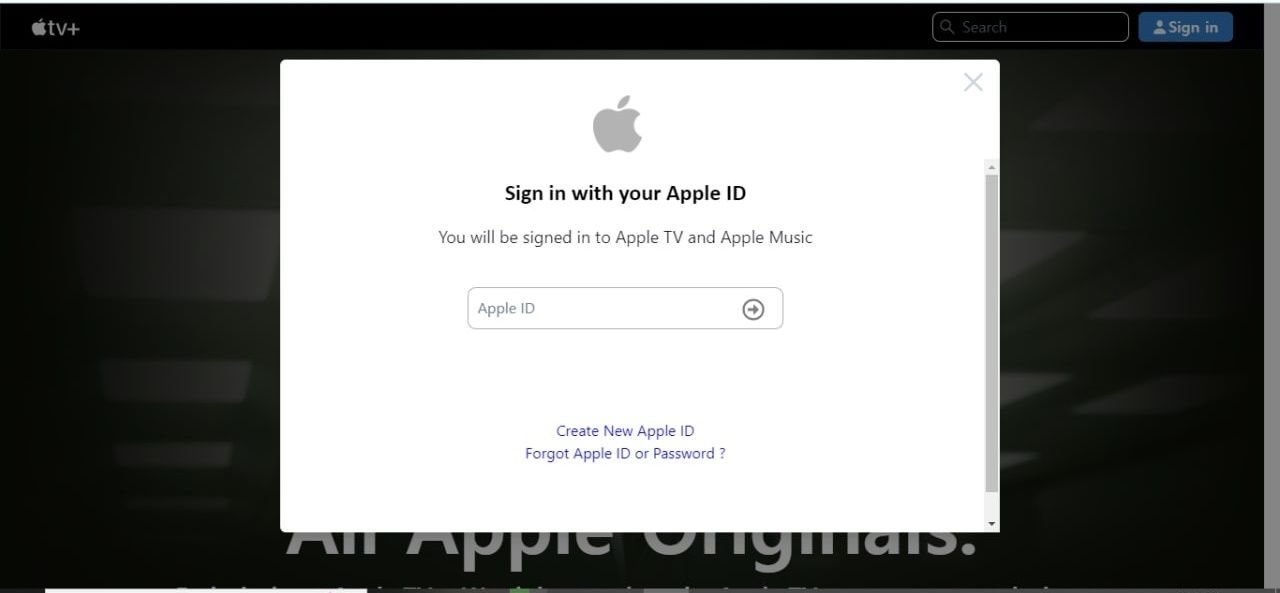 tv+
Search
Sign in
Sign in with your Apple ID
You will be signed in to Apple TV and Apple Music
Apple ID
Create New Apple ID
Forgot Apple ID or Password ?
All Apple Originals.